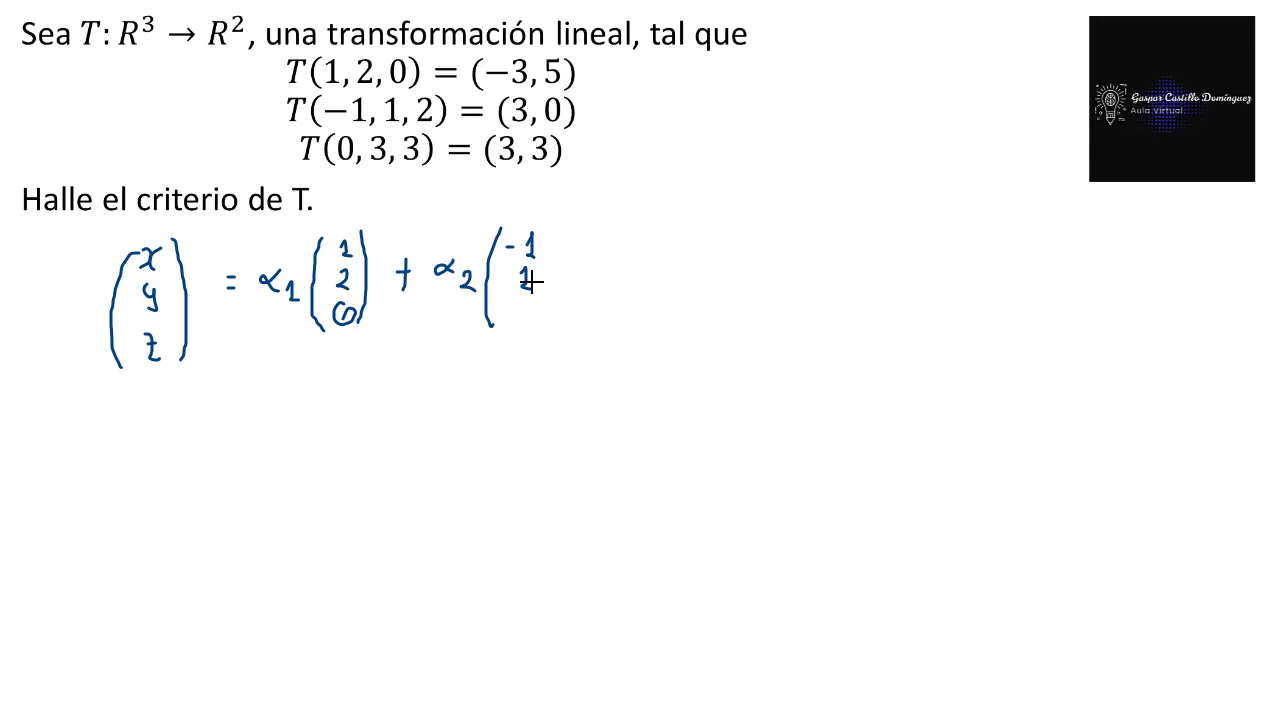 Sea T: R³ → R², una transformación lineal, tal que
T(1, 2, 0) = (−3, 5)
T(−1, 1, 2) = (3, 0)
T(0, 3, 3) = (3, 3)
Halle el criterio de T.
(x y z) = α1 (1 2 0) + α2 (-1 1
Gaspar Castillo Domínguez
Aula Virtual